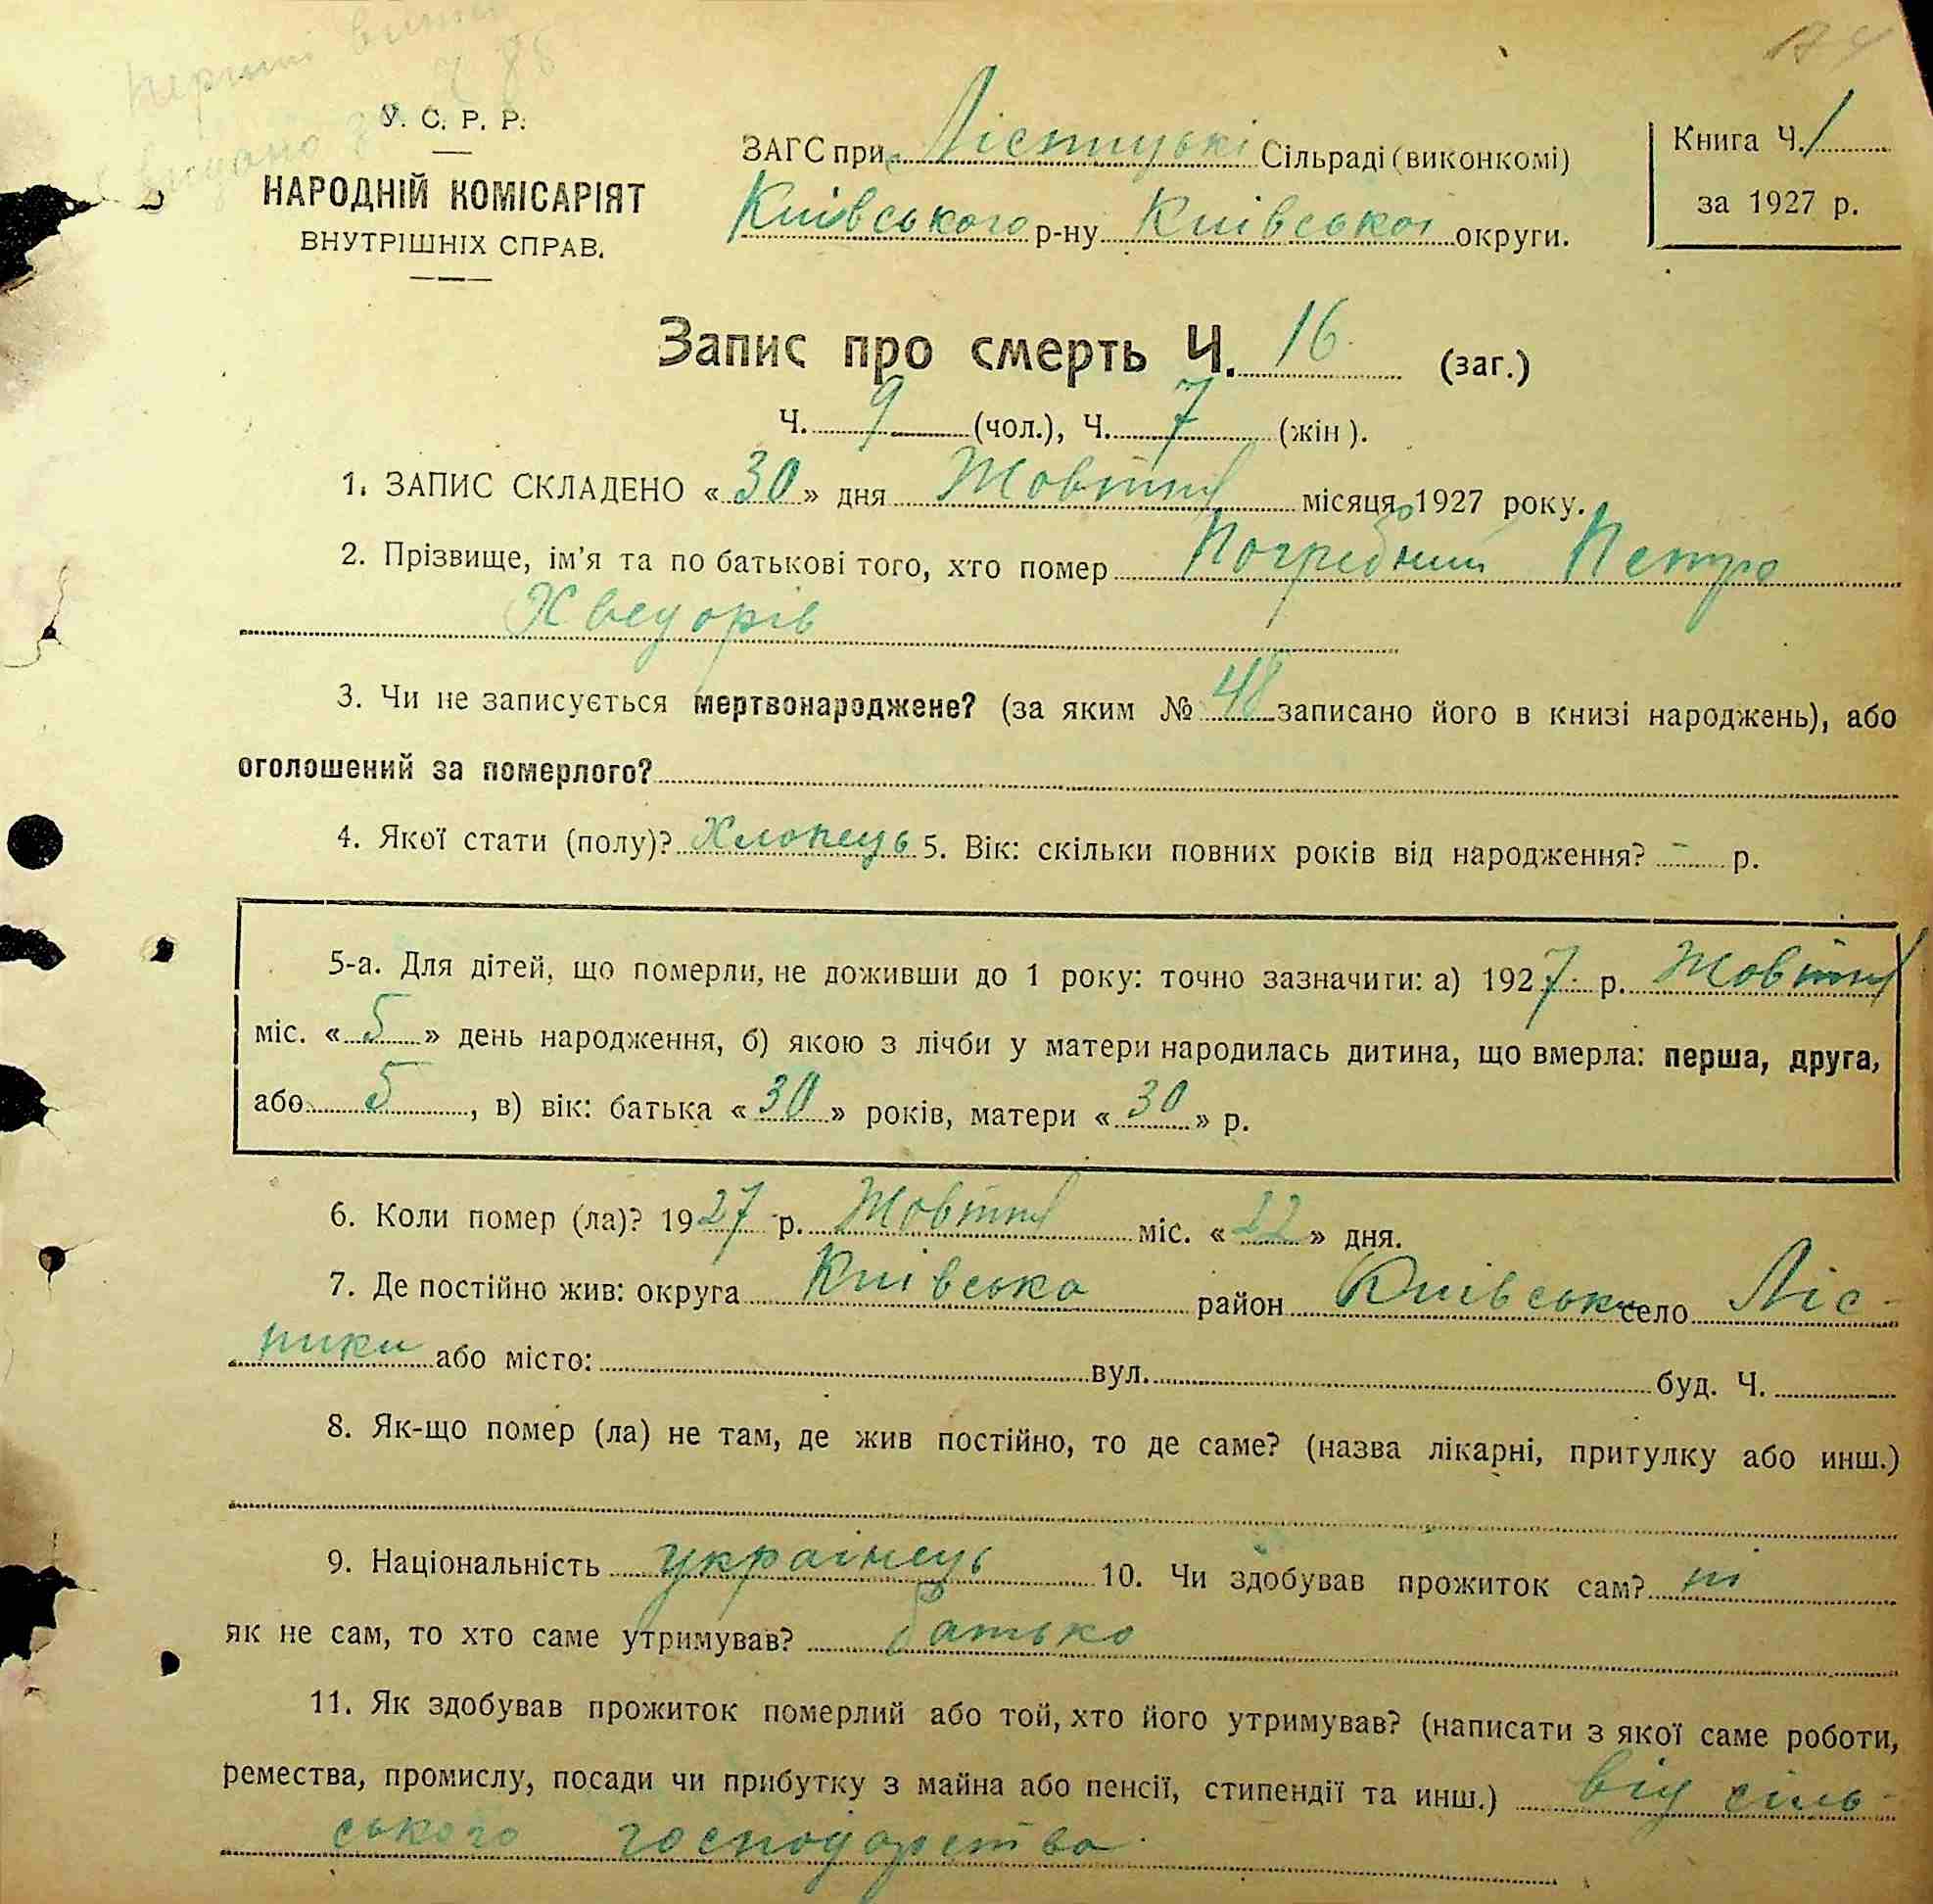 У. С. Р. Р.
НАРОДНІЙ КОМІСАРІЯТ
ВНУТРІШНІХ СПРАВ.
ЗАГС при Сільраді (виконкомі)
Київського р-ну Київської округи.
Книга Ч. 1
за 1927 р.
Запис про смерть Ч. 16 (заг.)
Ч. 9 (чол.), Ч. 7 (жін).
1. ЗАПИС СКЛАДЕНО «30» дня Жовтня місяця 1927 року.
2. Прізвище, ім'я та по батькові того, хто помер Погрібний Петро
Хведорів
3. Чи не записується мертвонароджене? (за яким № 48 записано його в книзі народжень), або
оголошений за померлого?
4. Якої стати (полу)? Хлопець 5. Вік: скільки повних років від народження? - р.
5-а. Для дітей, що померли, не доживши до 1 року: точно зазначити: а) 1927 р. Жовтня
міс. «5» день народження, б) якою з лічби у матери народилась дитина, що вмерла: перша, друга,
або 5, в) вік: батька «30» років, матери «30» р.
6. Коли помер (ла)? 1927 р. Жовтня міс. «22» дня.
7. Де постійно жив: округа Київська район Київськи село Ліс-
ники або місто: вул. буд. Ч.
8. Як-що помер (ла) не там, де жив постійно, то де саме? (назва лікарні, притулку або инш.)
9. Національність українець 10. Чи здобував прожиток сам? ні
як не сам, то хто саме утримував? батько
11. Як здобував прожиток померлий або той, хто його утримував? (написати з якої саме роботи,
ремества, промислу, посади чи прибутку з майна або пенсії, стипендії та инш.) від сіль-
ського господарства.